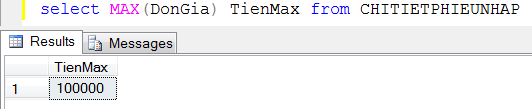 select MAX(DonGia) TienMax from CHITIETPHIEUNHAP
Results Messages
TienMax
1 100000